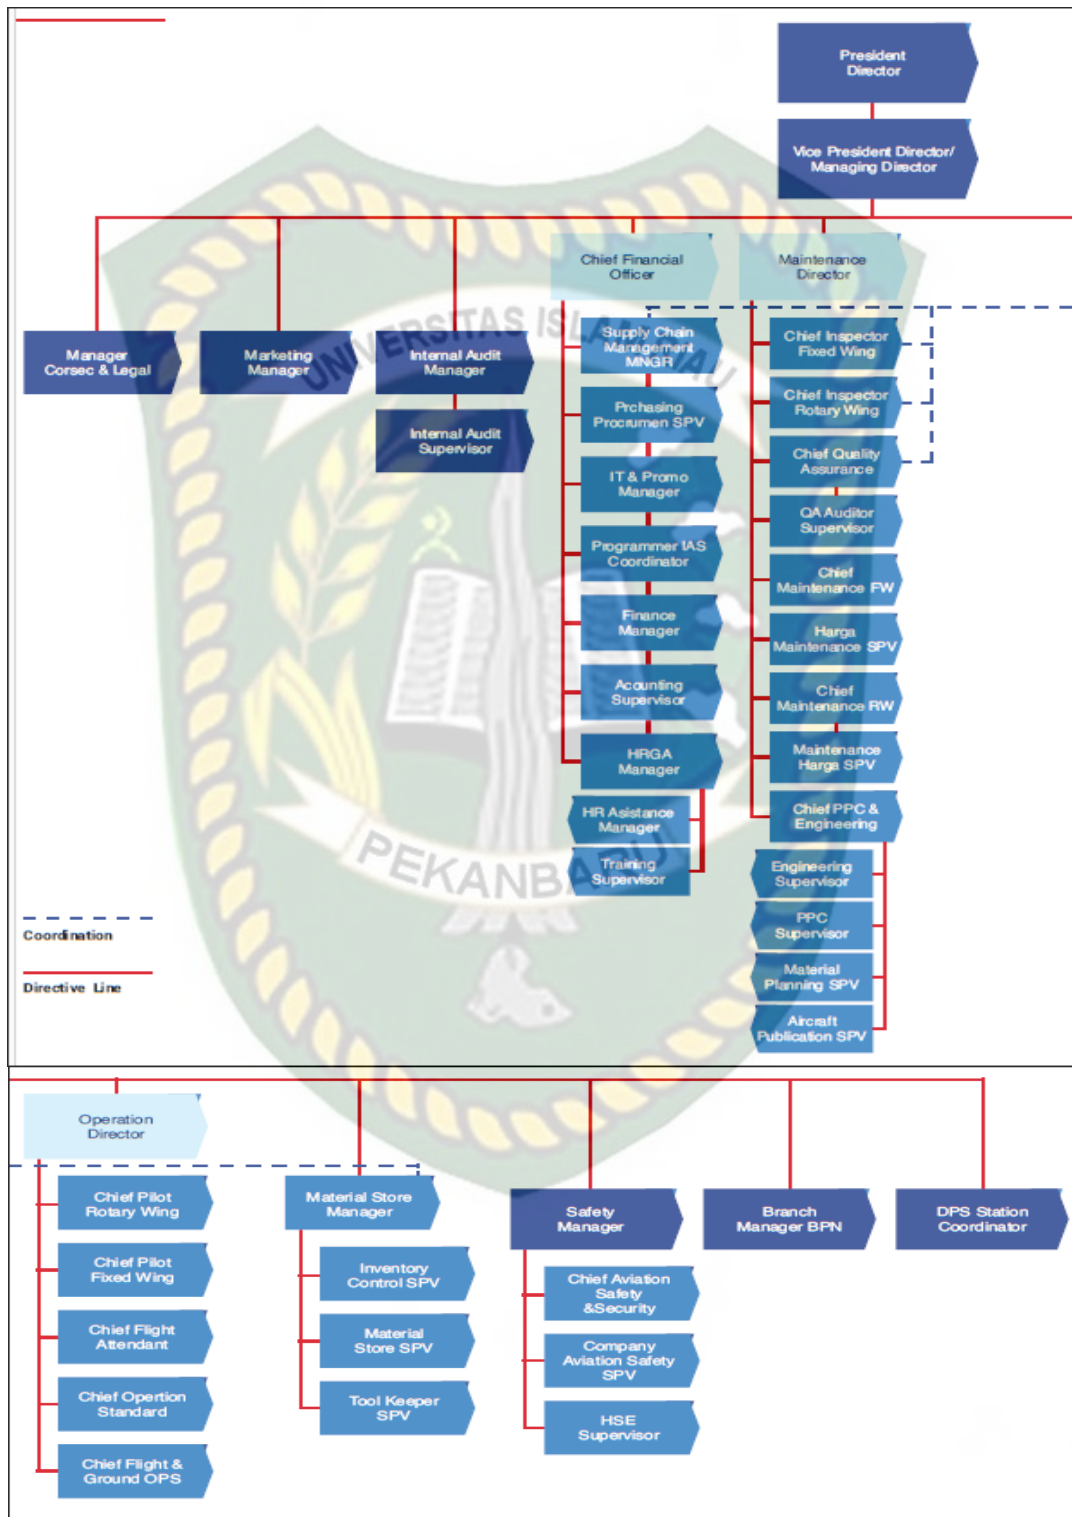 President
Director
Vice President Director/
Managing Director
Chief Financial
Officer
Maintenance
Director
Manager
Corsec & Legal
Marketing
Manager
Internal Audit
Manager
Internal Audit
Supervisor
Supply Chain
Management
MNGR
Prchasing
Procrumen SPV
IT & Promo
Manager
Programmer IAS
Coordinator
Finance
Manager
Acounting
Supervisor
HRGA
Manager
HR Asistance
Manager
Training
Supervisor
Chief Inspector
Fixed Wing
Chief Inspector
Rotary Wing
Chief Quality
Assurance
QA Auditor
Supervisor
Chief
Maintenance FW
Harga
Maintenance SPV
Chief
Maintenance RW
Maintenance
Harga SPV
Chief PPC &
Engineering
Engineering
Supervisor
PPC
Supervisor
Material
Planning SPV
Aircraft
Publication SPV
UNIVERSITAS ISLAM RIAU
PEKANBARU
Coordination
Directive Line
Operation
Director
Chief Pilot
Rotary Wing
Chief Pilot
Fixed Wing
Chief Flight
Attendant
Chief Opertion
Standard
Chief Flight &
Ground OPS
Material Store
Manager
Inventory
Control SPV
Material
Store SPV
Tool Keeper
SPV
Safety
Manager
Chief Aviation
Safety
&Security
Company
Aviation Safety
SPV
HSE
Supervisor
Branch
Manager BPN
DPS Station
Coordinator